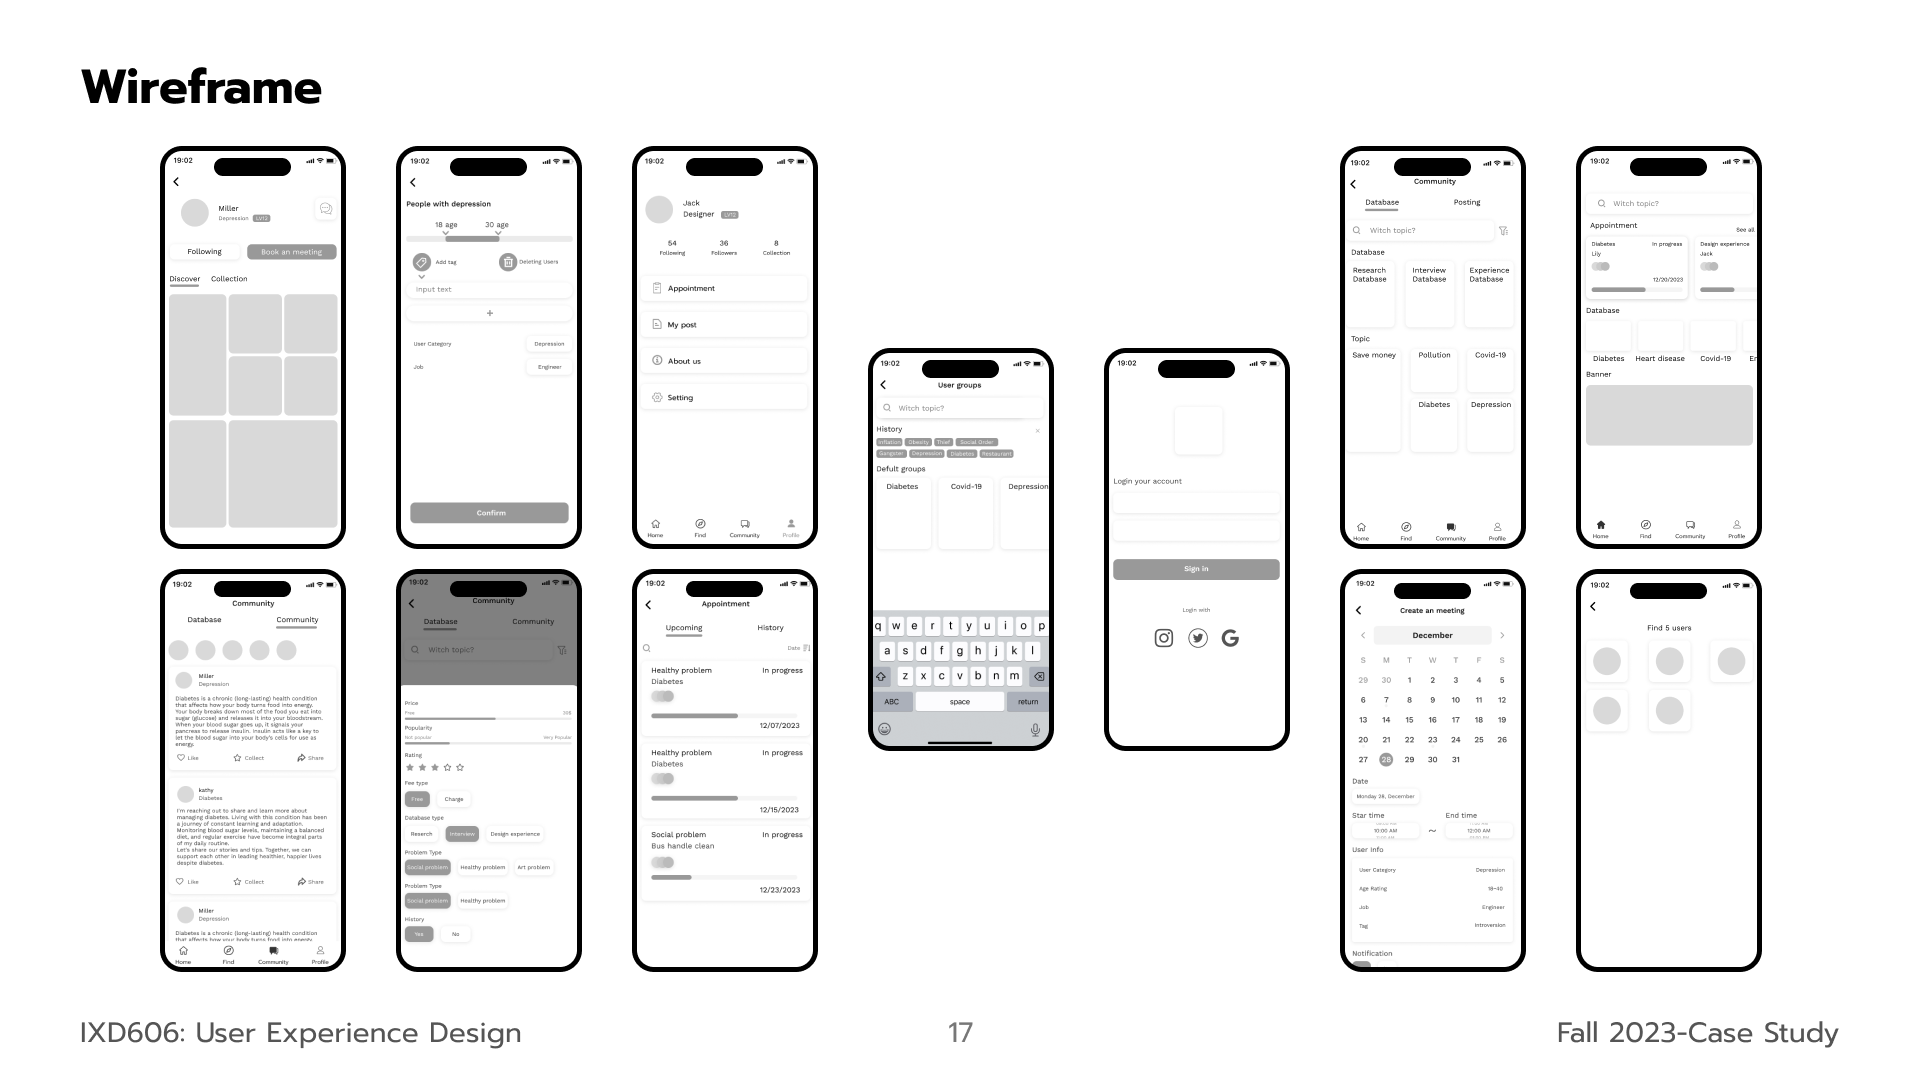 Wireframe
19:02
Miller
Depression LV12
Following Book an meeting
Discover Collection
19:02
People with depression
18 age 30 age
Add tag Deleting Users
Input text
+
User Category Depression
Job Engineer
Confirm
19:02
Jack
Designer LV12
54 36 8
Following Followers Collection
Appointment
My post
About us
Setting
Home Find Community Profile
19:02
User groups
Witch topic?
History
Inflation Obesity Thief Social Order
Gangster Depression Diabetes Restaurant
Defult groups
Diabetes Covid-19 Depression
q w e r t y u i o p
a s d f g h j k l
z x c v b n m
ABC space return
19:02
Login your account
Sign in
Login with
19:02
Community
Database Posting
Witch topic?
Database
Research Interview Experience
Database Database Database
Topic
Save money Pollution Covid-19
Diabetes Depression
Home Find Community Profile
19:02
Witch topic?
Appointment
See all
Diabetes In progress Design experience
Lily Jack
12/20/2023
Database
Diabetes Heart disease Covid-19 Er
Banner
Home Find Community Profile
19:02
Community
Database Community
Miller
Depression
Diabetes is a chronic (long-lasting) health condition
that affects how your body turns food into energy.
Your body breaks down most of the food you eat into
sugar (glucose) and releases it into your bloodstream.
When your blood sugar goes up, it signals your
pancreas to release insulin. Insulin acts like a key to
let the blood sugar into your body's cells for use as
energy.
Like Collect Share
kathy
Diabetes
I'm reaching out to share and learn more about
managing diabetes. Living with this condition has been
a journey of constant learning and adaptation.
Monitoring blood sugar levels, maintaining a balanced
diet, and regular exercise have become integral parts
of my daily routine.
Let's share our stories and tips. Together, we can
support each other in leading healthier, happier lives
despite diabetes.
Like Collect Share
Miller
Depression
Diabetes is a chronic (long-lasting) health condition
that affects how your body turns food into energy.
Home Find Community Profile
19:02
Community
Database Community
Witch topic?
Price
Free 20$
Popularity
Not popular Very Popular
Rating
Fee type
Free Charge
Database type
Reserch Interview Design experience
Problem Type
Social problem Healthy problem Art problem
Problem Type
Social problem Healthy problem
History
Yes No
19:02
Appointment
Upcoming History
Date
Healthy problem In progress
Diabetes
12/07/2023
Healthy problem In progress
Diabetes
12/15/2023
Social problem In progress
Bus handle clean
12/23/2023
19:02
Create an meeting
December
S M T W T F S
29 30 1 2 3 4 5
6 7 8 9 10 11 12
13 14 15 16 17 18 19
20 21 22 23 24 25 26
27 28 29 30 31
Date
Monday 28, December
Star time End time
10:00 AM ~ 12:00 AM
User Info
User Category Depression
Age Rating 18-40
Job Engineer
Tag Introversion
Notification
19:02
Find 5 users
IXD606: User Experience Design
17
Fall 2023-Case Study